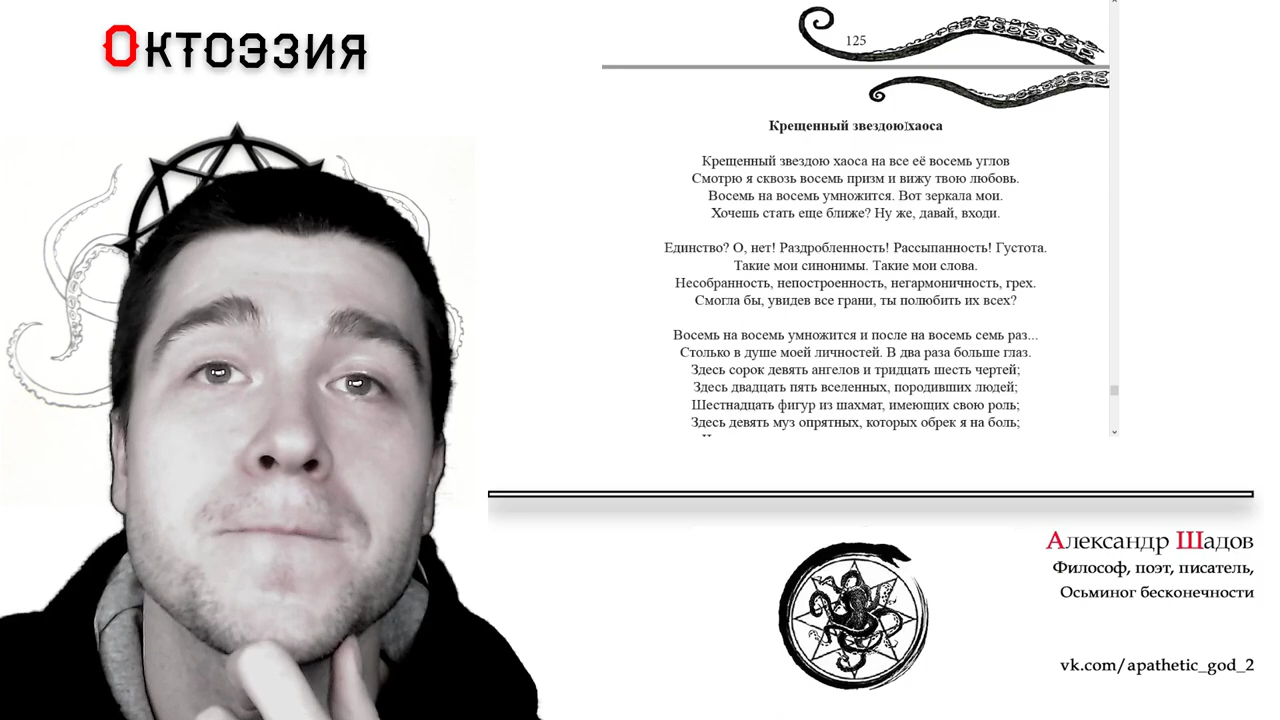 Октоэзия
125
Крещенный звездою хаоса
Крещенный звездою хаоса на все её восемь углов
Смотрю я сквозь восемь призм и вижу твою любовь.
Восемь на восемь умножится. Вот зеркала мои.
Хочешь стать еще ближе? Ну же, давай, входи.
Единство? О, нет! Раздробленность! Рассыпанность! Густота.
Такие мои синонимы. Такие мои слова.
Несобранность, непостроенность, негармоничность, грех.
Смогла бы, увидев все грани, ты полюбить их всех?
Восемь на восемь умножится и после на восемь семь раз...
Столько в душе моей личностей. В два раза больше глаз.
Здесь сорок девять ангелов и тридцать шесть чертей;
Здесь двадцать пять вселенных, породивших людей;
Шестнадцать фигур из шахмат, имеющих свою роль;
Здесь девять муз опрятных, которых обрек я на боль;
Александр Шадов
Философ, поэт, писатель,
Осьминог бесконечности
vk.com/apathetic_god_2